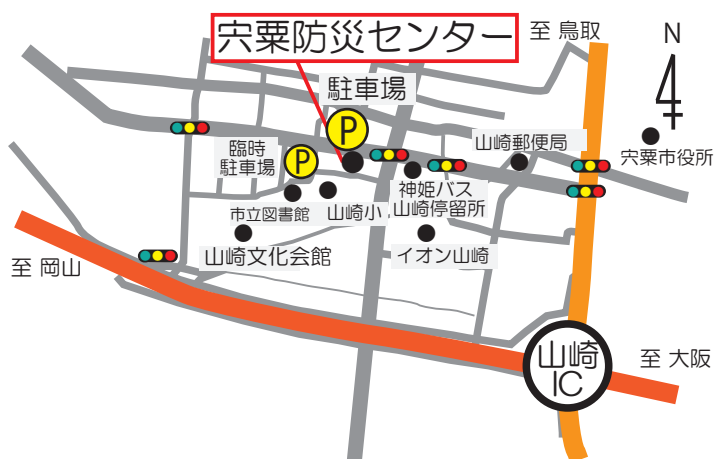 宍粟防災センター
至 鳥取
N
駐車場
P
臨時
駐車場
P
山崎郵便局
宍粟市役所
神姫バス
山崎停留所
市立図書館
山崎小
山崎文化会館
イオン山崎
至 岡山
山崎
IC
至 大阪